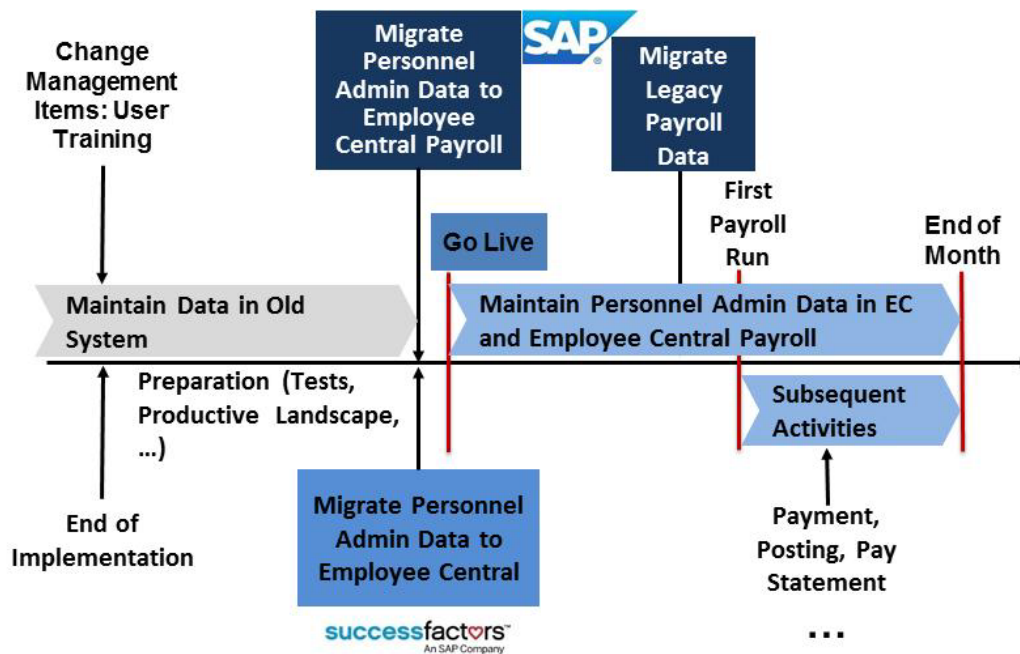 Change
Management
Items: User
Training
Migrate
Personnel
Admin Data to
Employee
Central Payroll
SAP®
Migrate
Legacy
Payroll
Data
First
Payroll
Run
End of
Month
Go Live
Maintain Data in Old
System
Maintain Personnel Admin Data in EC
and Employee Central Payroll
Preparation (Tests,
Productive Landscape,
...)
Subsequent
Activities
End of
Implementation
Migrate Personnel
Admin Data to
Employee Central
Payment,
Posting, Pay
Statement
...
successfactors™
An SAP Company